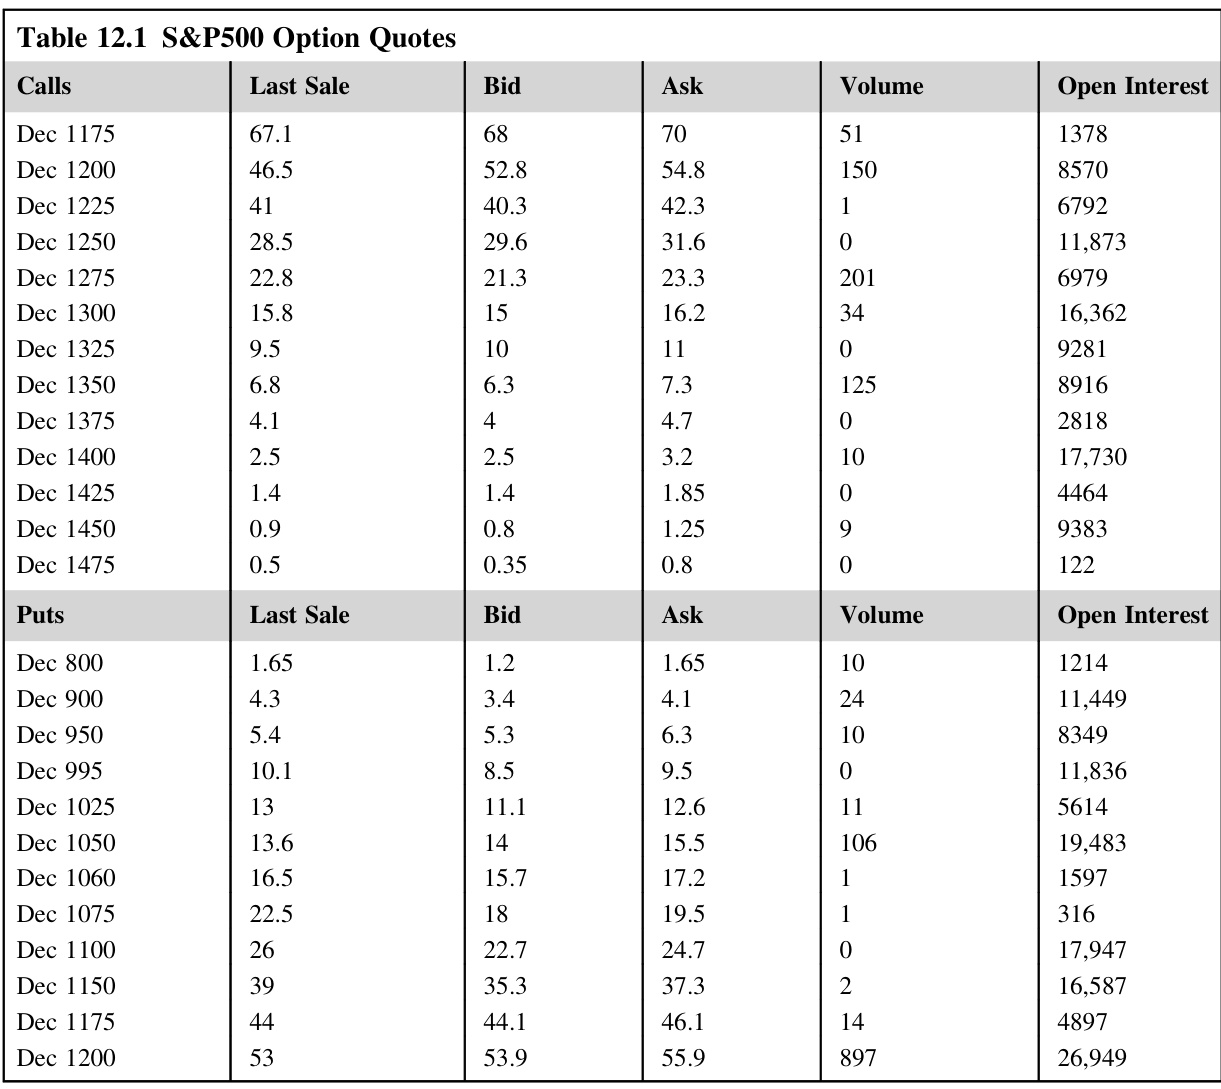 Table 12.1 S&P500 Option Quotes
Calls Last Sale Bid Ask Volume Open Interest
Dec 1175 67.1 68 70 51 1378
Dec 1200 46.5 52.8 54.8 150 8570
Dec 1225 41 40.3 42.3 1 6792
Dec 1250 28.5 29.6 31.6 0 11,873
Dec 1275 22.8 21.3 23.3 201 6979
Dec 1300 15.8 15 16.2 34 16,362
Dec 1325 9.5 10 11 0 9281
Dec 1350 6.8 6.3 7.3 125 8916
Dec 1375 4.1 4 4.7 0 2818
Dec 1400 2.5 2.5 3.2 10 17,730
Dec 1425 1.4 1.4 1.85 0 4464
Dec 1450 0.9 0.8 1.25 9 9383
Dec 1475 0.5 0.35 0.8 0 122
Puts Last Sale Bid Ask Volume Open Interest
Dec 800 1.65 1.2 1.65 10 1214
Dec 900 4.3 3.4 4.1 24 11,449
Dec 950 5.4 5.3 6.3 10 8349
Dec 995 10.1 8.5 9.5 0 11,836
Dec 1025 13 11.1 12.6 11 5614
Dec 1050 13.6 14 15.5 106 19,483
Dec 1060 16.5 15.7 17.2 1 1597
Dec 1075 22.5 18 19.5 1 316
Dec 1100 26 22.7 24.7 0 17,947
Dec 1150 39 35.3 37.3 2 16,587
Dec 1175 44 44.1 46.1 14 4897
Dec 1200 53 53.9 55.9 897 26,949